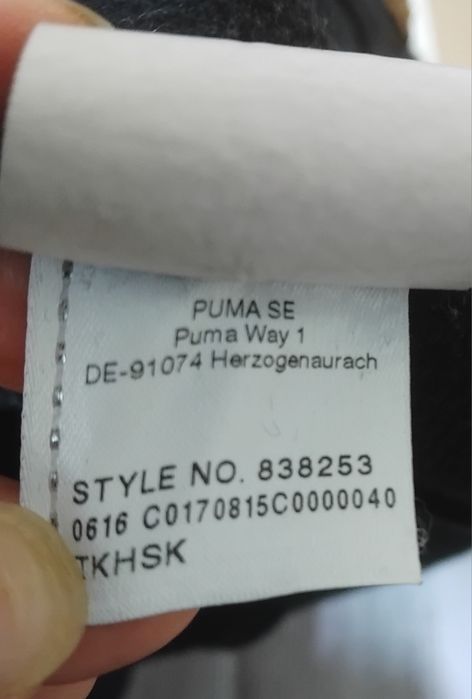 PUMA SE
Puma Way 1
DE-91074 Herzogenaurach
STYLE NO. 838253
0616 C0170815C0000040
TKHSK